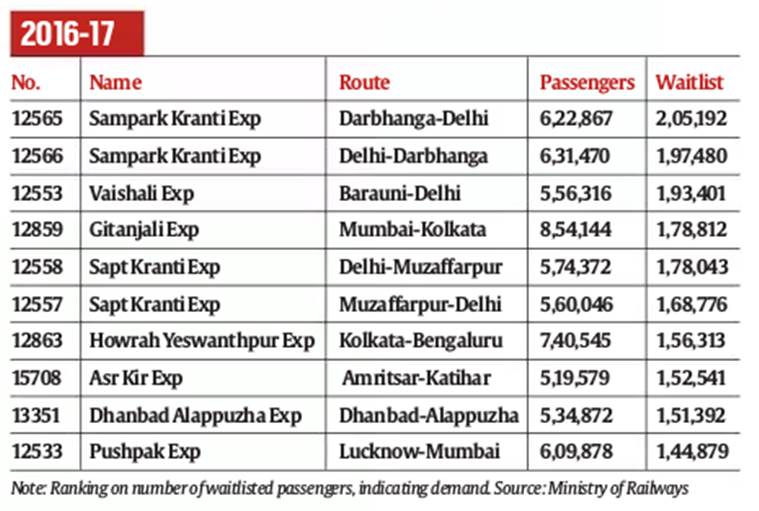 2016-17
No. Name Route Passengers Waitlist
12565 Sampark Kranti Exp Darbhanga-Delhi 6,22,867 2,05,192
12566 Sampark Kranti Exp Delhi-Darbhanga 6,31,470 1,97,480
12553 Vaishali Exp Barauni-Delhi 5,56,316 1,93,401
12859 Gitanjali Exp Mumbai-Kolkata 8,54,144 1,78,812
12558 Sapt Kranti Exp Delhi-Muzaffarpur 5,74,372 1,78,043
12557 Sapt Kranti Exp Muzaffarpur-Delhi 5,60,046 1,68,776
12863 Howrah Yeswanthpur Exp Kolkata-Bengaluru 7,40,545 1,56,313
15708 Asr Kir Exp Amritsar-Katihar 5,19,579 1,52,541
13351 Dhanbad Alappuzha Exp Dhanbad-Alappuzha 5,34,872 1,51,392
12533 Pushpak Exp Lucknow-Mumbai 6,09,878 1,44,879
Note: Ranking on number of waitlisted passengers, indicating demand. Source: Ministry of Railways